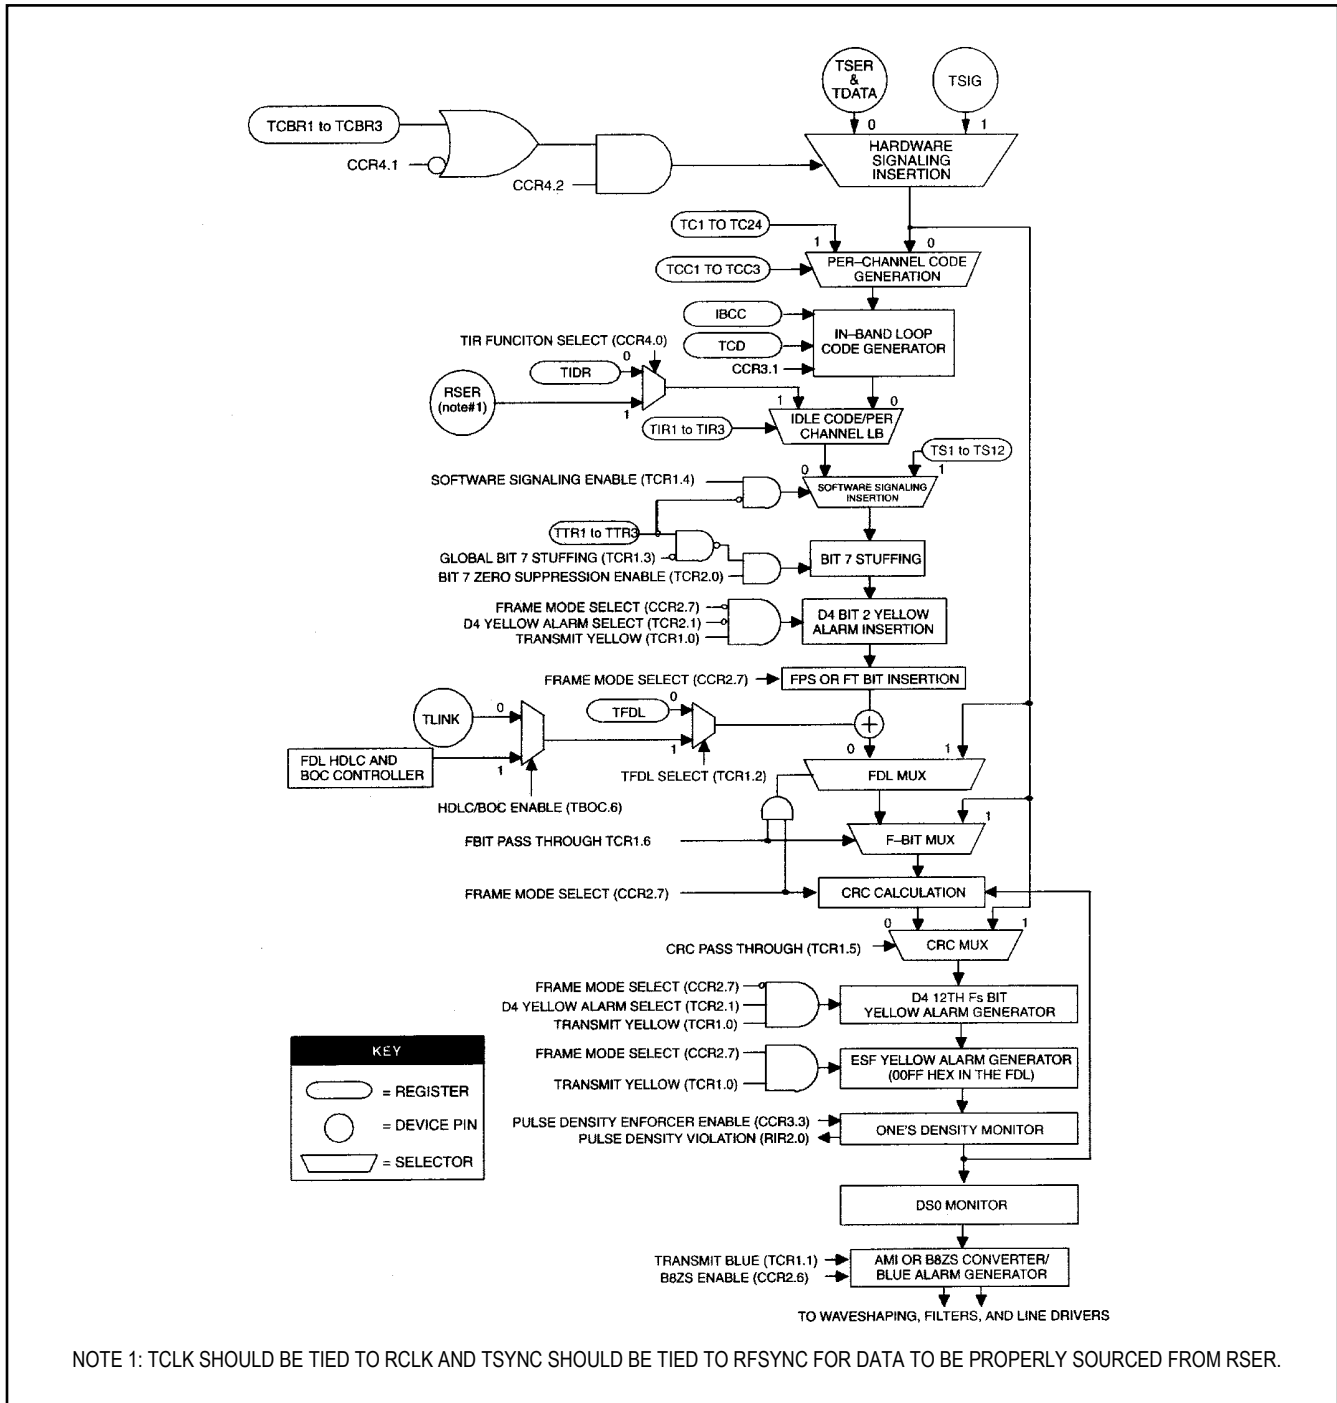 TSER
&
TDATA
TSIG
0
1
TCBR1 to TCBR3
CCR4.1
CCR4.2
HARDWARE
SIGNALING
INSERTION
TC1 TO TC24
1
0
TCC1 TO TCC3
PER–CHANNEL CODE
GENERATION
IBCC
TCD
CCR3.1
IN–BAND LOOP
CODE GENERATOR
TIR FUNCITON SELECT (CCR4.0)
0
TIDR
RSER
(note#1)
1
1
0
TIR1 to TIR3
IDLE CODE/PER
CHANNEL LB
TS1 to TS12
0
1
SOFTWARE SIGNALING ENABLE (TCR1.4)
SOFTWARE SIGNALING
INSERTION
TTR1 to TTR3
GLOBAL BIT 7 STUFFING (TCR1.3)
BIT 7 ZERO SUPPRESSION ENABLE (TCR2.0)
BIT 7 STUFFING
FRAME MODE SELECT (CCR2.7)
D4 YELLOW ALARM SELECT (TCR2.1)
TRANSMIT YELLOW (TCR1.0)
D4 BIT 2 YELLOW
ALARM INSERTION
FRAME MODE SELECT (CCR2.7)
FPS OR FT BIT INSERTION
TLINK
0
TFDL
0
+
FDL HDLC AND
BOC CONTROLLER
1
1
0
1
HDLC/BOC ENABLE (TBOC.6)
TFDL SELECT (TCR1.2)
FDL MUX
1
FBIT PASS THROUGH TCR1.6
F–BIT MUX
FRAME MODE SELECT (CCR2.7)
CRC CALCULATION
0
1
CRC PASS THROUGH (TCR1.5)
CRC MUX
FRAME MODE SELECT (CCR2.7)
D4 YELLOW ALARM SELECT (TCR2.1)
TRANSMIT YELLOW (TCR1.0)
D4 12TH Fs BIT
YELLOW ALARM GENERATOR
FRAME MODE SELECT (CCR2.7)
TRANSMIT YELLOW (TCR1.0)
ESF YELLOW ALARM GENERATOR
(00FF HEX IN THE FDL)
KEY
= REGISTER
= DEVICE PIN
= SELECTOR
PULSE DENSITY ENFORCER ENABLE (CCR3.3)
PULSE DENSITY VIOLATION (RIR2.0)
ONE'S DENSITY MONITOR
DS0 MONITOR
TRANSMIT BLUE (TCR1.1)
B8ZS ENABLE (CCR2.6)
AMI OR B8ZS CONVERTER/
BLUE ALARM GENERATOR
TO WAVESHAPING, FILTERS, AND LINE DRIVERS
NOTE 1: TCLK SHOULD BE TIED TO RCLK AND TSYNC SHOULD BE TIED TO RFSYNC FOR DATA TO BE PROPERLY SOURCED FROM RSER.